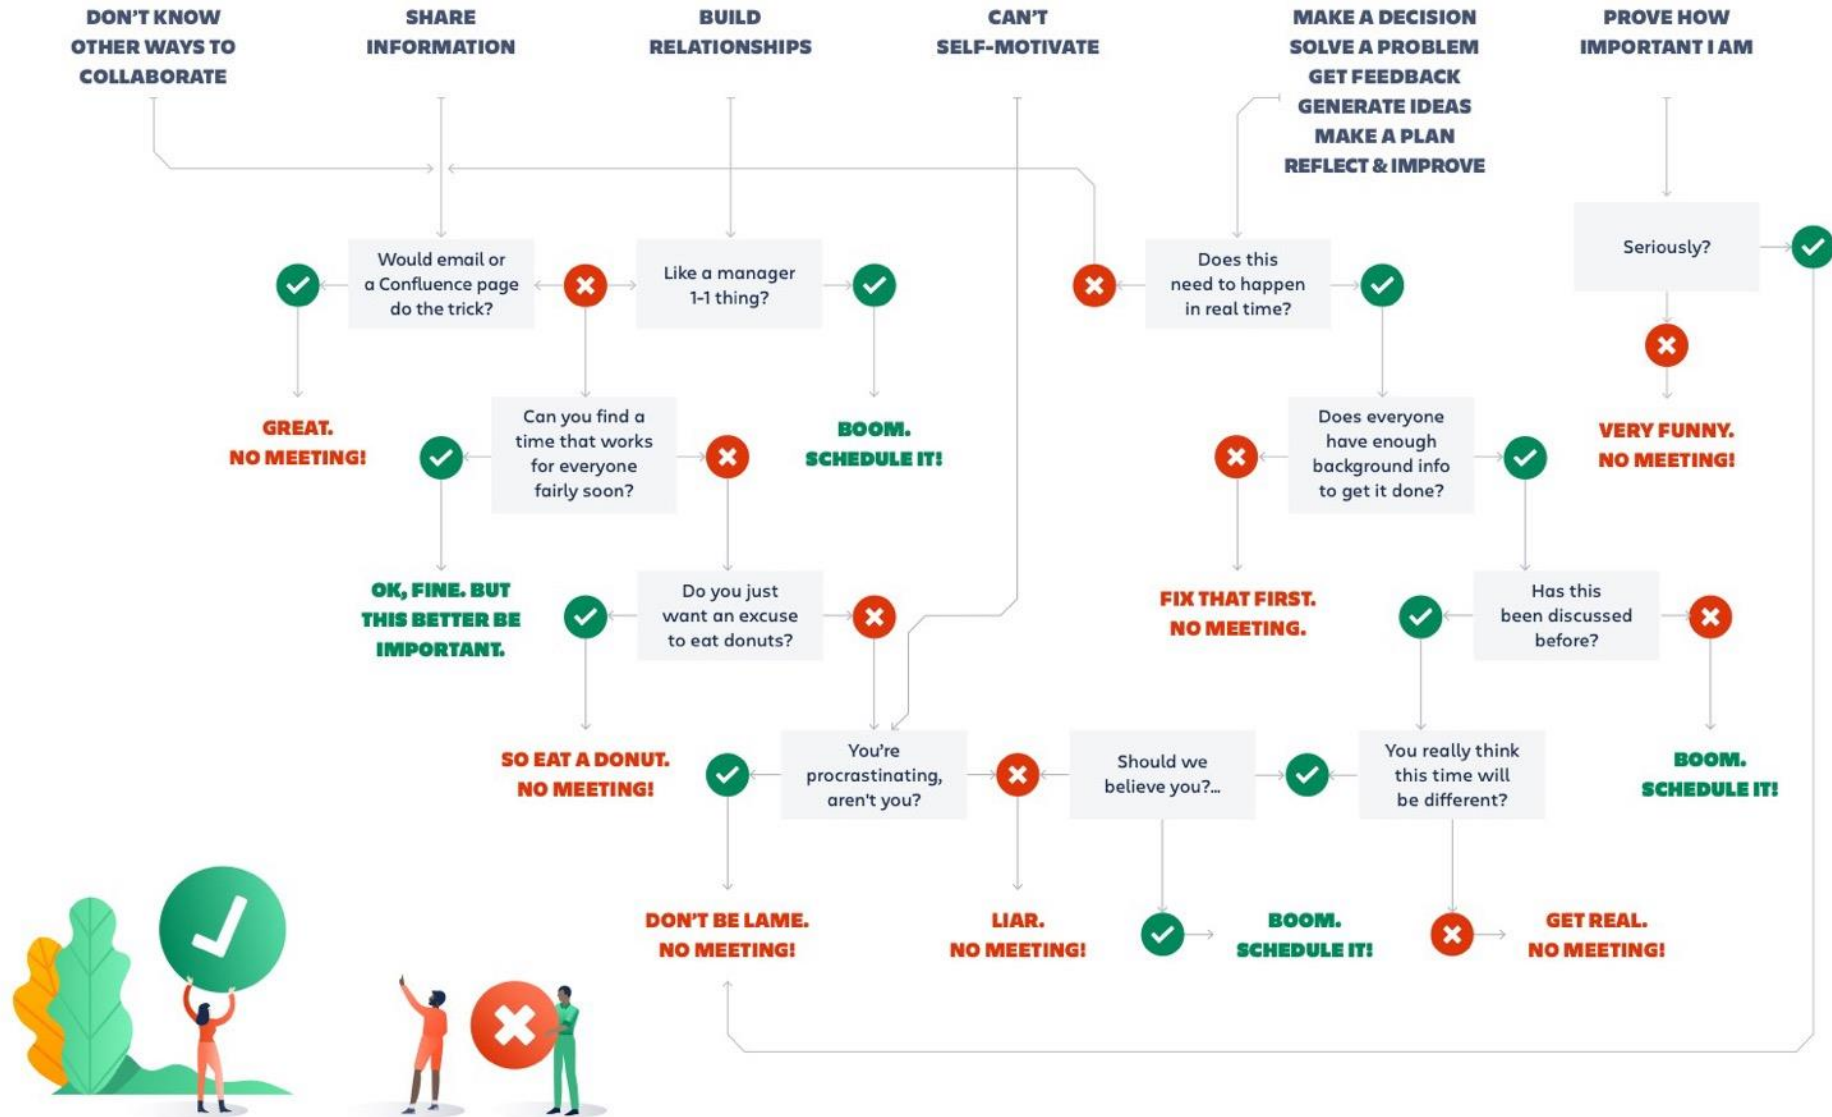 DON'T KNOW
OTHER WAYS TO
COLLABORATE
SHARE
INFORMATION
BUILD
RELATIONSHIPS
CAN'T
SELF-MOTIVATE
MAKE A DECISION
SOLVE A PROBLEM
GET FEEDBACK
GENERATE IDEAS
MAKE A PLAN
REFLECT & IMPROVE
PROVE HOW
IMPORTANT I AM
Would email or
a Confluence page
do the trick?
Like a manager
1-1 thing?
Does this
need to happen
in real time?
Seriously?
GREAT.
NO MEETING!
Can you find a
time that works
for everyone
fairly soon?
BOOM.
SCHEDULE IT!
Does everyone
have enough
background info
to get it done?
VERY FUNNY.
NO MEETING!
OK, FINE. BUT
THIS BETTER BE
IMPORTANT.
Do you just
want an excuse
to eat donuts?
FIX THAT FIRST.
NO MEETING.
Has this
been discussed
before?
SO EAT A DONUT.
NO MEETING!
You're
procrastinating,
aren't you?
Should we
believe you?...
You really think
this time will
be different?
BOOM.
SCHEDULE IT!
DON'T BE LAME.
NO MEETING!
LIAR.
NO MEETING!
BOOM.
SCHEDULE IT!
GET REAL.
NO MEETING!